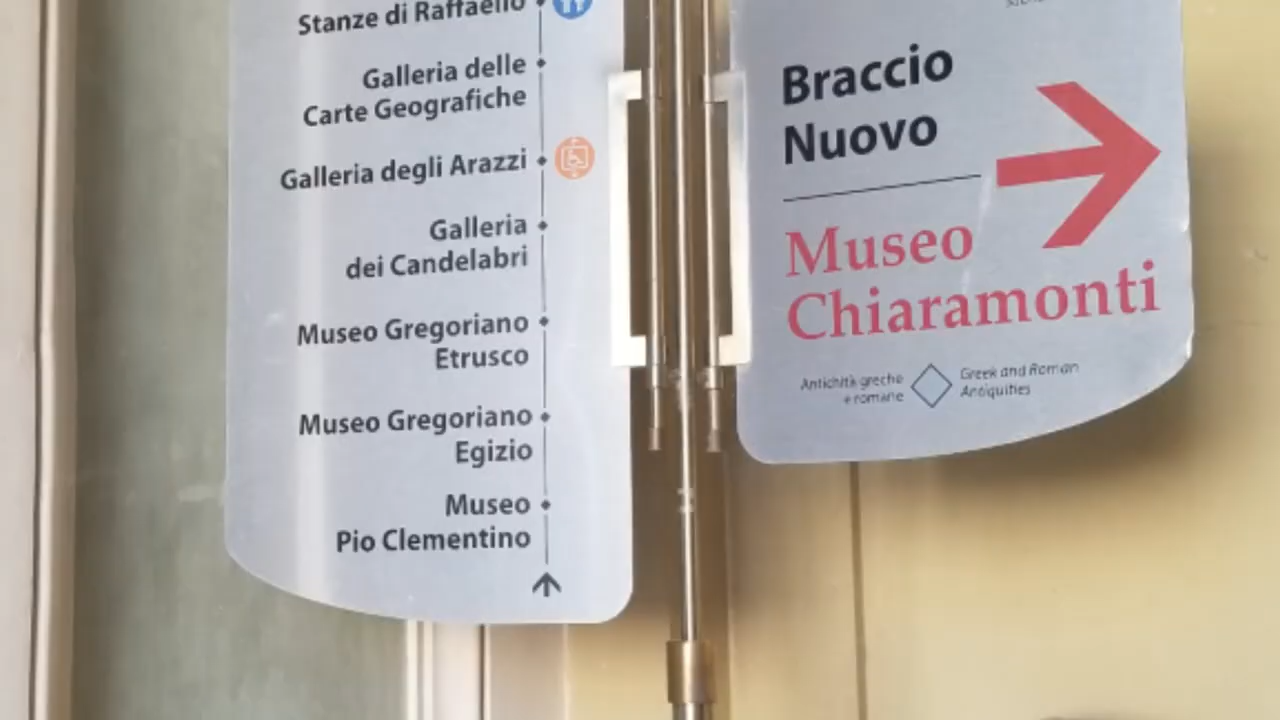 Stanze di Raffaello
Galleria delle
Carte Geografiche
Galleria degli Arazzi
Galleria
dei Candelabri
Museo Gregoriano
Etrusco
Museo Gregoriano
Egizio
Museo
Pio Clementino
Braccio
Nuovo
Museo
Chiaramonti
Antichità greche
e romane
Greek and Roman
Antiquities